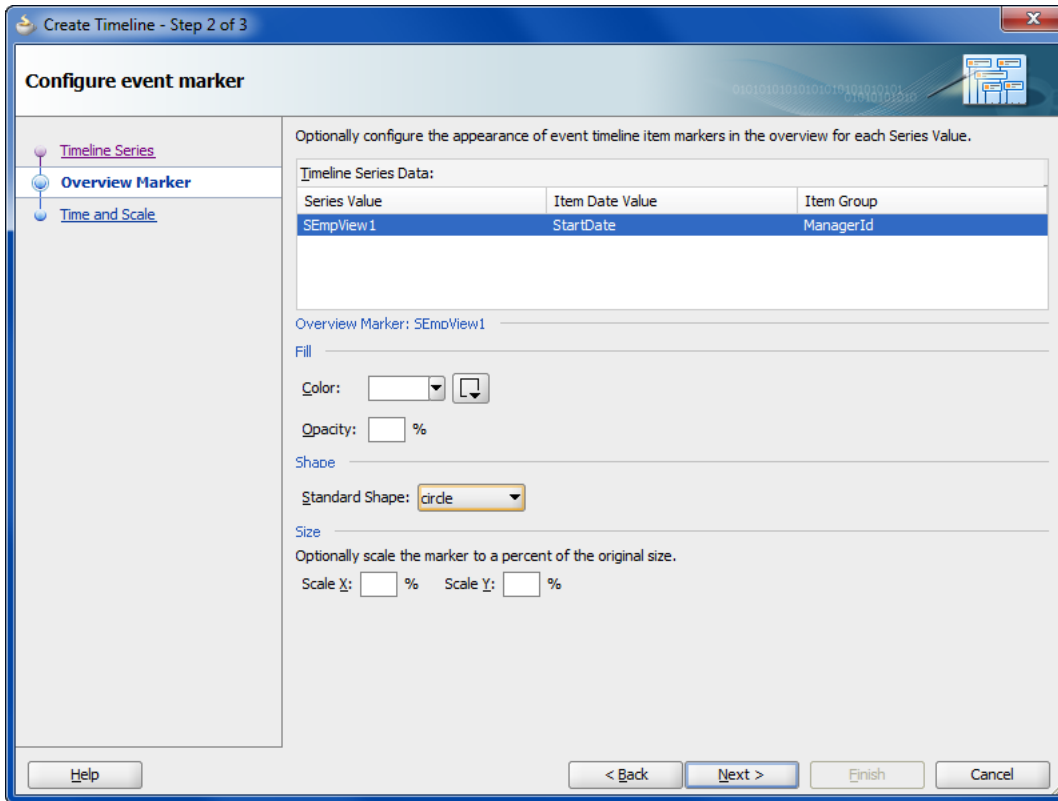 Create Timeline - Step 2 of 3
Configure event marker
Timeline Series
Overview Marker
Time and Scale
Optionally configure the appearance of event timeline item markers in the overview for each Series Value.
Timeline Series Data:
Series Value Item Date Value Item Group
SEmpView1 StartDate ManagerId
Overview Marker: SEmpView1
Fill
Color:
Opacity: %
Shape
Standard Shape: circle
Size
Optionally scale the marker to a percent of the original size.
Scale X: % Scale Y: %
Help < Back Next > Finish Cancel